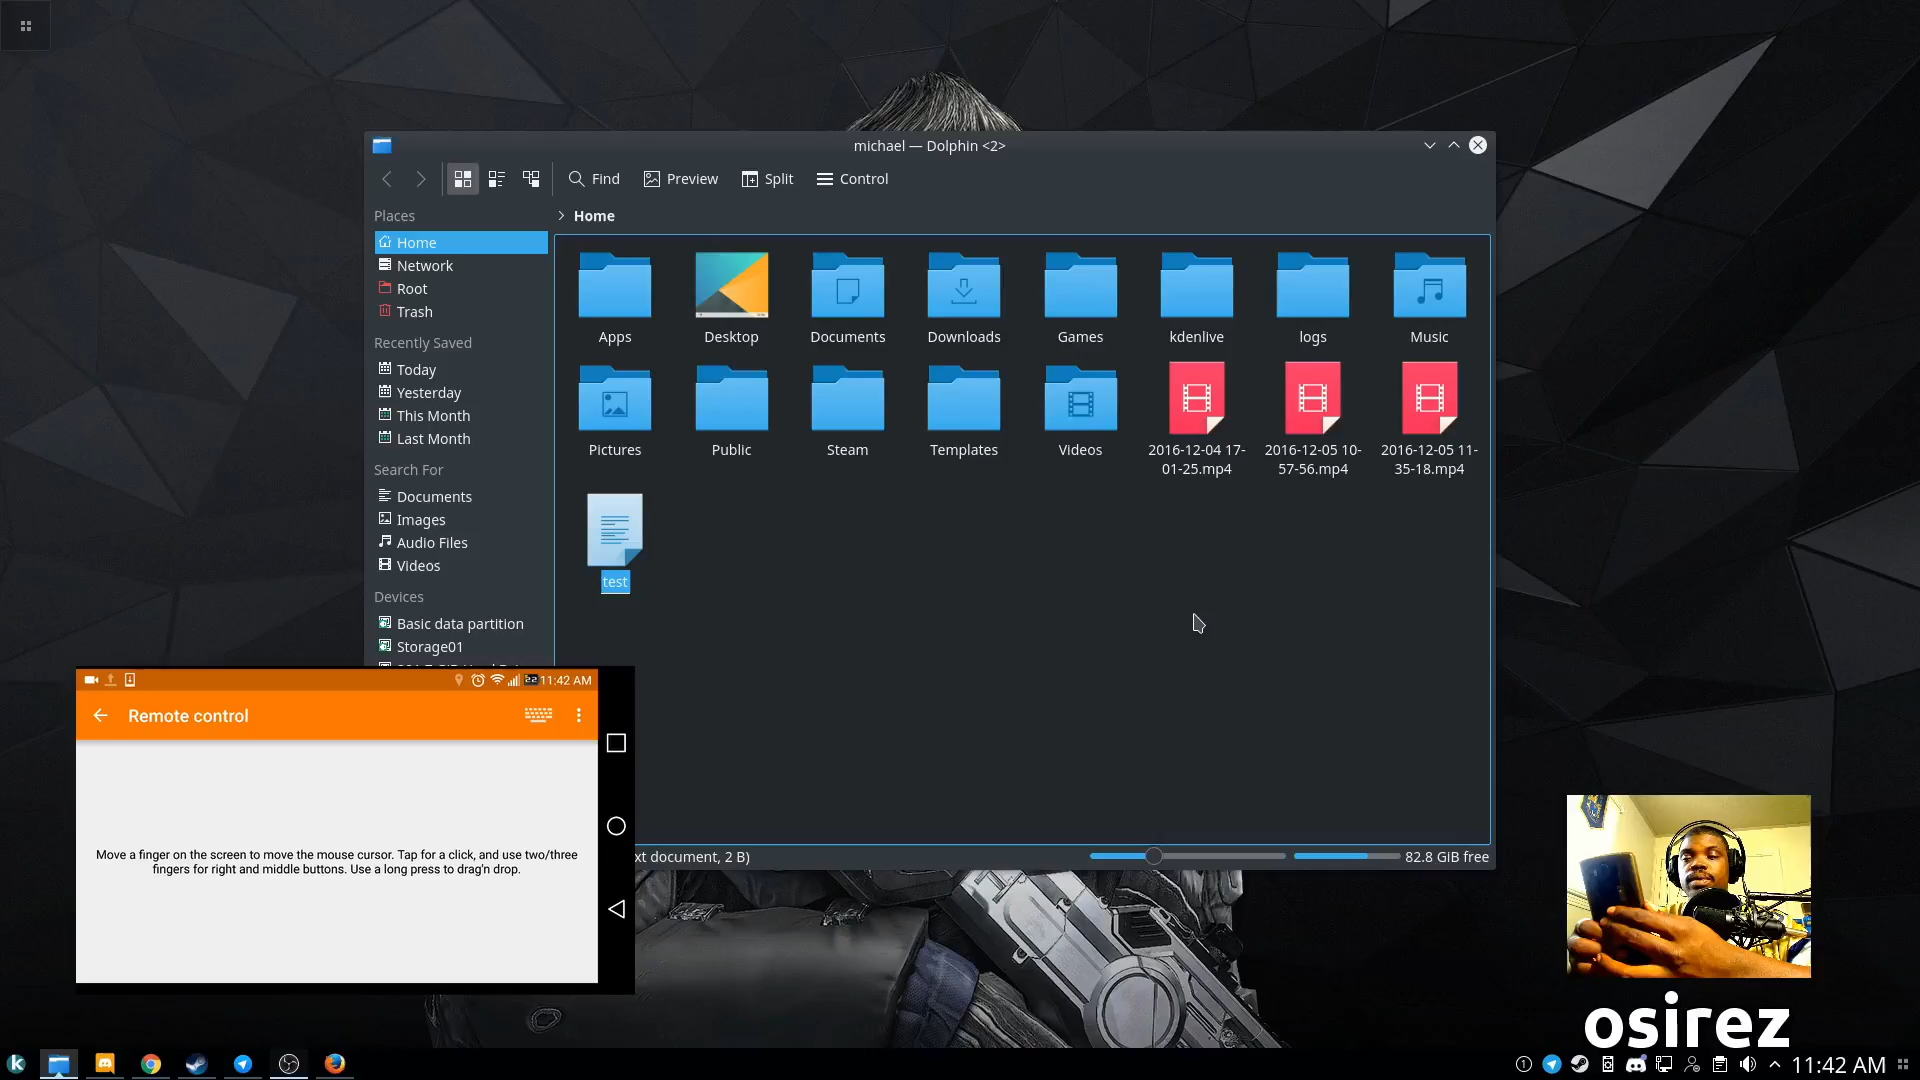 michael — Dolphin <2>
Find
Preview
Split
Control
Places
> Home
Home
Network
Root
Trash
Recently Saved
Today
Yesterday
This Month
Last Month
Search For
Documents
Images
Audio Files
Videos
Devices
Basic data partition
Storage01
Apps
Desktop
Documents
Downloads
Games
kdenlive
logs
Music
Pictures
Public
Steam
Templates
Videos
2016-12-04 17-
01-25.mp4
2016-12-05 10-
57-56.mp4
2016-12-05 11-
35-18.mp4
test
xt document, 2 B)
82.8 GiB free
11:42 AM
Remote control
Move a finger on the screen to move the mouse cursor. Tap for a click, and use two/three
fingers for right and middle buttons. Use a long press to drag'n drop.
osirez
11:42 AM